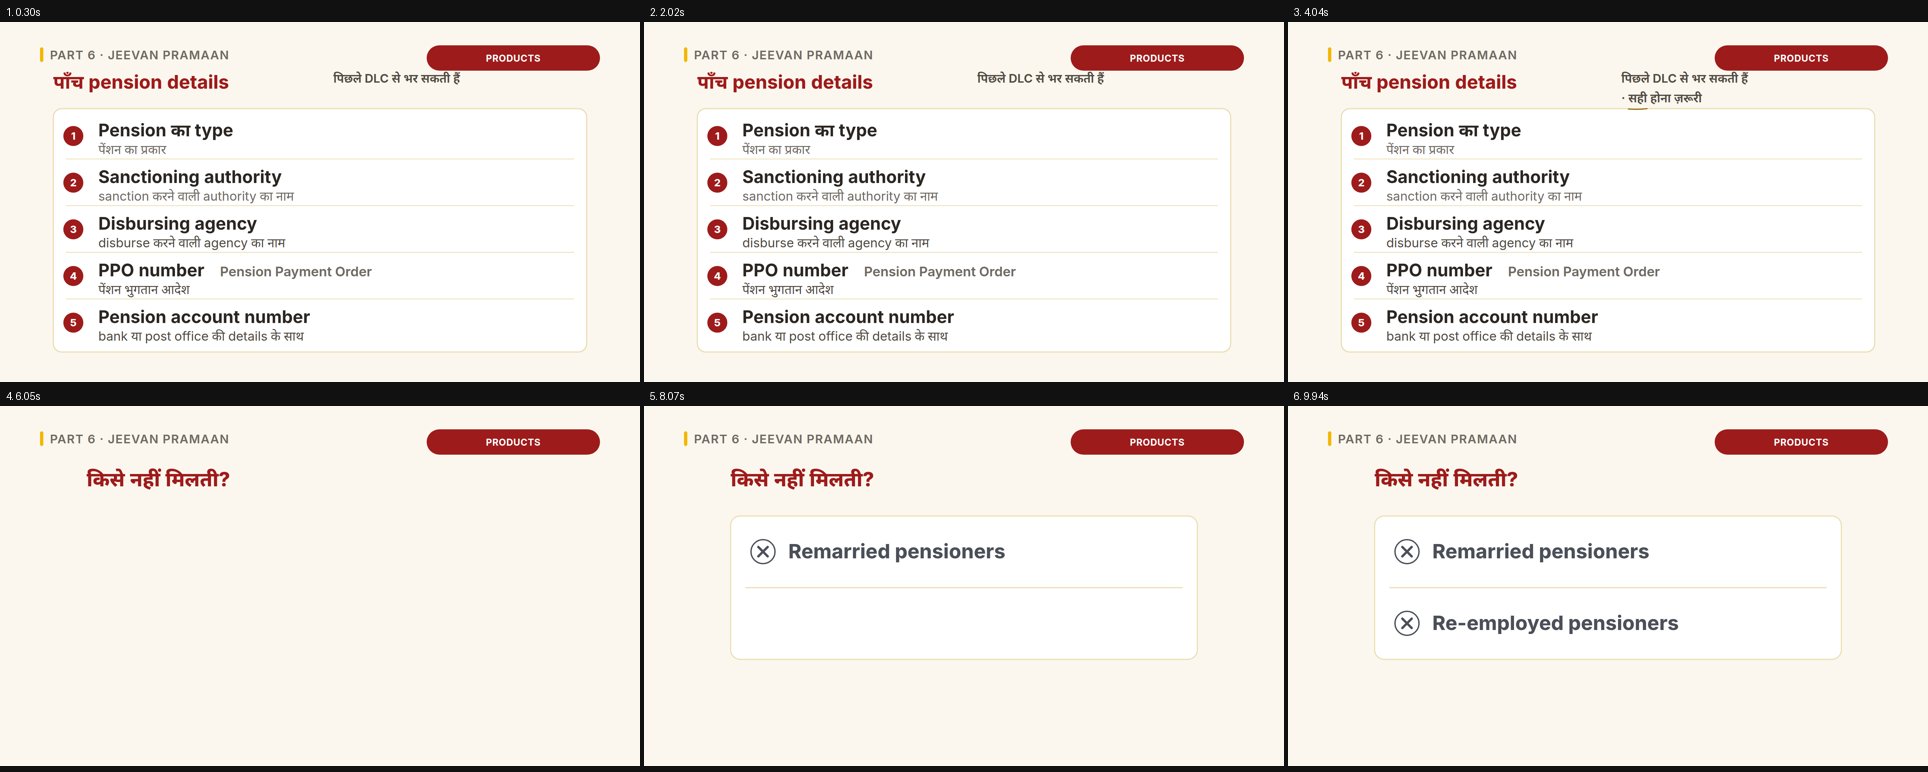 1. 0.30s
PART 6 · JEEVAN PRAMAAN
PRODUCTS
पाँच pension details
पिछले DLC से भर सकती हैं
1 Pension का type
पेंशन का प्रकार
2 Sanctioning authority
sanction करने वाली authority का नाम
3 Disbursing agency
disburse करने वाली agency का नाम
4 PPO number Pension Payment Order
पेंशन भुगतान आदेश
5 Pension account number
bank या post office की details के साथ
2. 2.02s
PART 6 · JEEVAN PRAMAAN
PRODUCTS
पाँच pension details
पिछले DLC से भर सकती हैं
1 Pension का type
पेंशन का प्रकार
2 Sanctioning authority
sanction करने वाली authority का नाम
3 Disbursing agency
disburse करने वाली agency का नाम
4 PPO number Pension Payment Order
पेंशन भुगतान आदेश
5 Pension account number
bank या post office की details के साथ
3. 4.04s
PART 6 · JEEVAN PRAMAAN
PRODUCTS
पाँच pension details
पिछले DLC से भर सकती हैं
· सही होना ज़रूरी
1 Pension का type
पेंशन का प्रकार
2 Sanctioning authority
sanction करने वाली authority का नाम
3 Disbursing agency
disburse करने वाली agency का नाम
4 PPO number Pension Payment Order
पेंशन भुगतान आदेश
5 Pension account number
bank या post office की details के साथ
4. 6.05s
PART 6 · JEEVAN PRAMAAN
PRODUCTS
किसे नहीं मिलती?
5. 8.07s
PART 6 · JEEVAN PRAMAAN
PRODUCTS
किसे नहीं मिलती?
Remarried pensioners
6. 9.94s
PART 6 · JEEVAN PRAMAAN
PRODUCTS
किसे नहीं मिलती?
Remarried pensioners
Re-employed pensioners